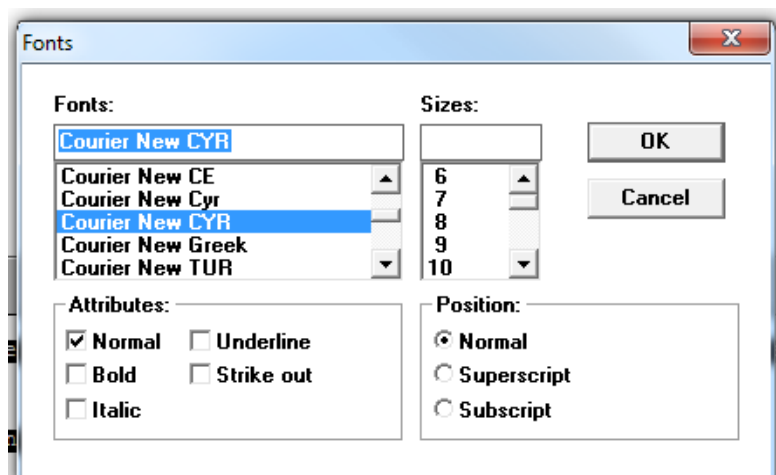 Fonts
Fonts:
Courier New CYR
Courier New CE
Courier New Cyr
Courier New CYR
Courier New Greek
Courier New TUR
Sizes:
6
7
8
9
10
OK
Cancel
Attributes:
Normal Underline
Bold Strike out
Italic
Position:
Normal
Superscript
Subscript